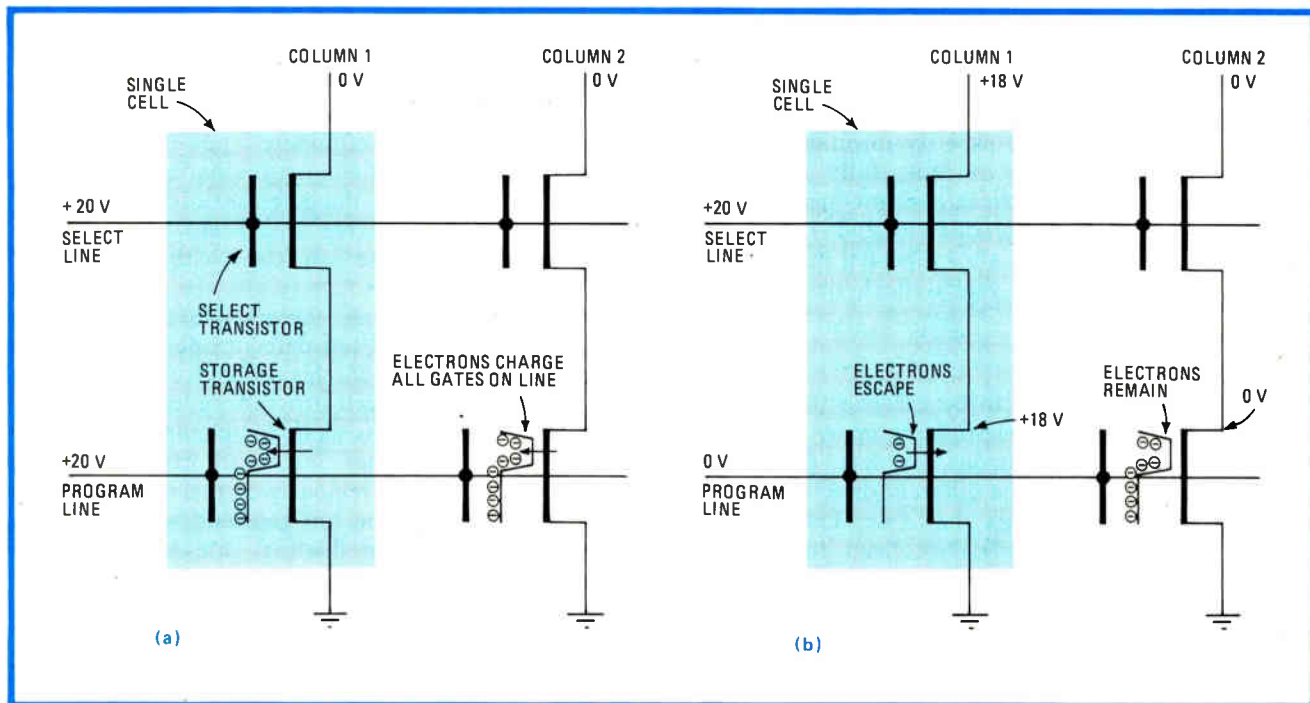 COLUMN 1
0 V
COLUMN 2
0 V
SINGLE
CELL
+ 20 V
SELECT
LINE
SELECT
TRANSISTOR
STORAGE
TRANSISTOR
ELECTRONS CHARGE
ALL GATES ON LINE
+20 V
PROGRAM
LINE
(a)
COLUMN 1
+18 V
COLUMN 2
0 V
SINGLE
CELL
+20 V
SELECT
LINE
ELECTRONS
ESCAPE
+18 V
ELECTRONS
REMAIN
0 V
0 V
PROGRAM
LINE
(b)